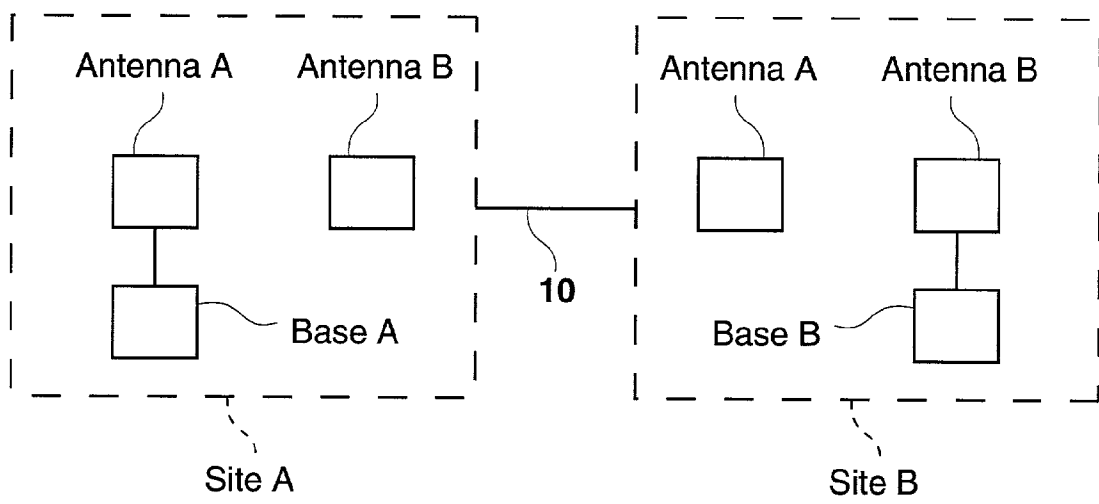 Antenna A
Antenna B
Antenna A
Antenna B
10
Base A
Base B
Site A
Site B